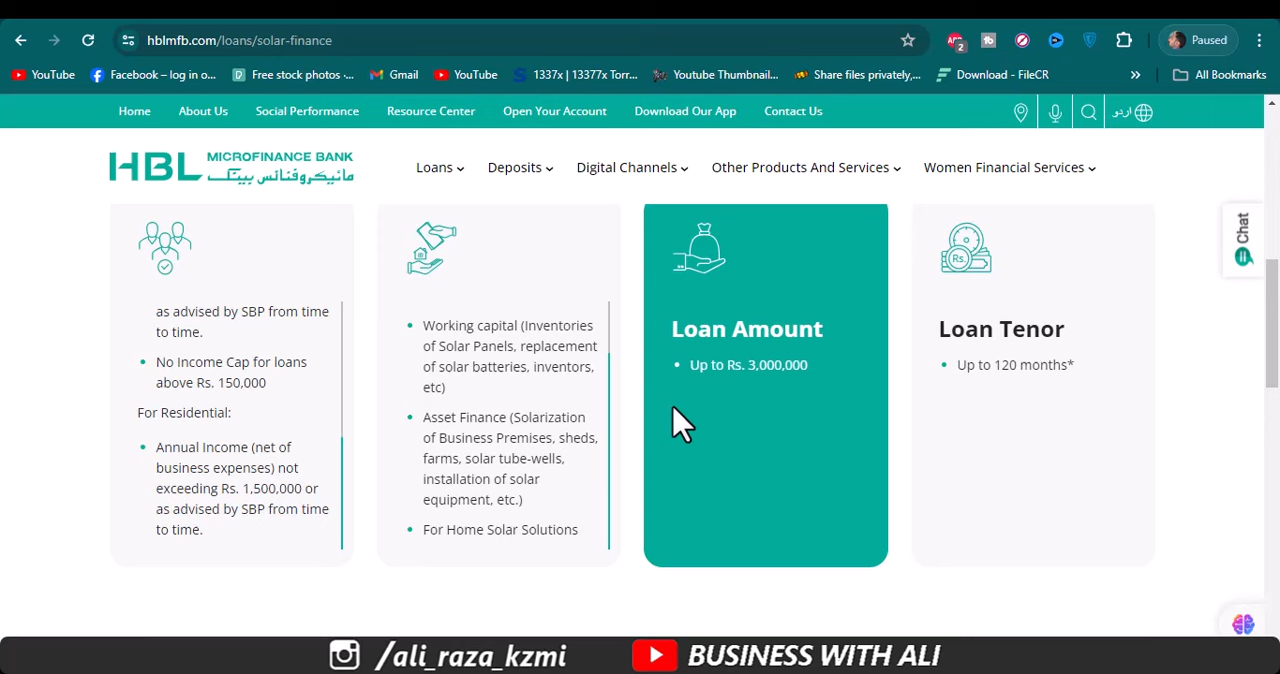 hblmfb.com/loans/solar-finance
2
Paused
YouTube
Facebook – log in o...
Free stock photos -...
Gmail
YouTube
1337x | 13377x Torr...
Youtube Thumbnail...
Share files privately,...
Download - FileCR
»
All Bookmarks
Home
About Us
Social Performance
Resource Center
Open Your Account
Download Our App
Contact Us
اردو
HBL MICROFINANCE BANK
مائیکروفنانس بینک
Loans
Deposits
Digital Channels
Other Products And Services
Women Financial Services
Chat
as advised by SBP from time
to time.
No Income Cap for loans
above Rs. 150,000
For Residential:
Annual Income (net of
business expenses) not
exceeding Rs. 1,500,000 or
as advised by SBP from time
to time.
Working capital (Inventories
of Solar Panels, replacement
of solar batteries, inventors,
etc)
Asset Finance (Solarization
of Business Premises, sheds,
farms, solar tube-wells,
installation of solar
equipment, etc.)
For Home Solar Solutions
Loan Amount
Up to Rs. 3,000,000
Rs.
Loan Tenor
Up to 120 months*
/ali_raza_kzmi
BUSINESS WITH ALI